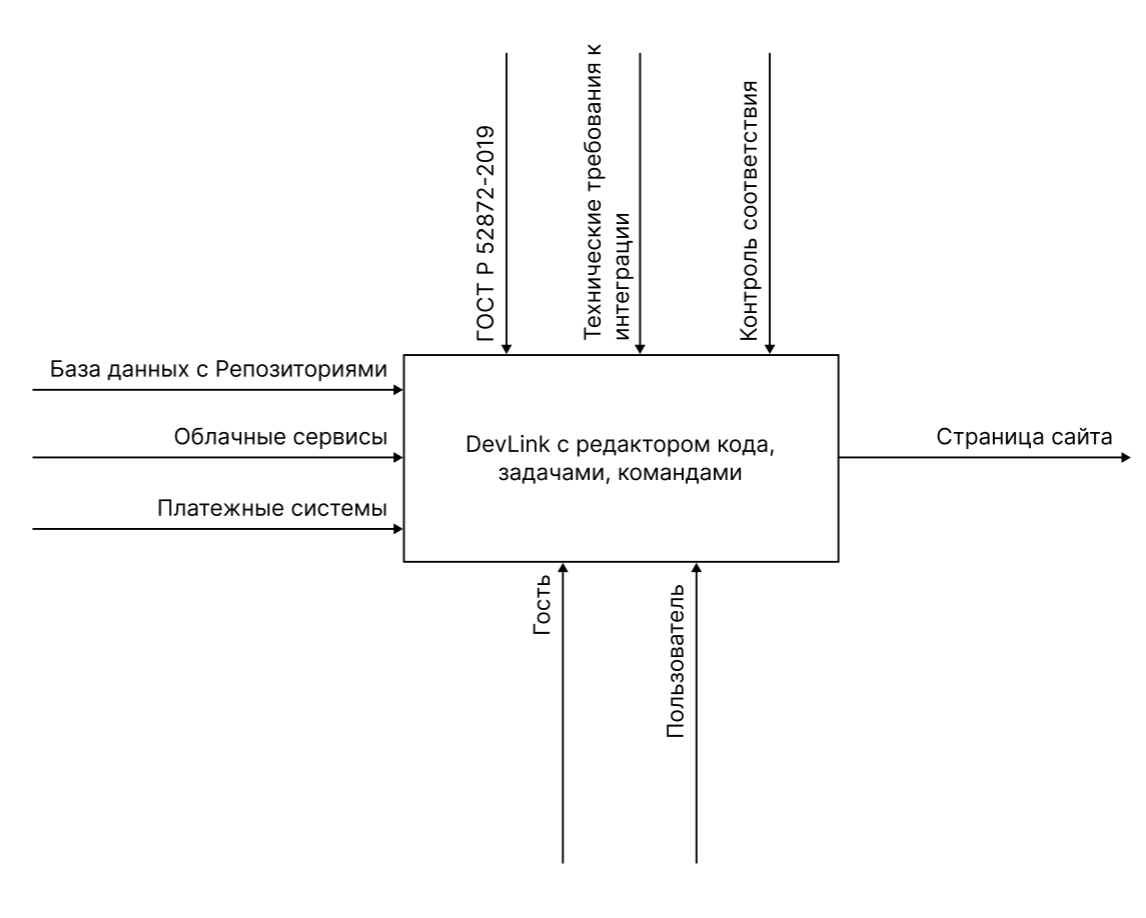 ГОСТ Р 52872-2019
Технические требования к
интеграции
Контроль соответствия
База данных с Репозиториями
Облачные сервисы
Платежные системы
DevLink с редактором кода,
задачами, командами
Страница сайта
Гость
Пользователь